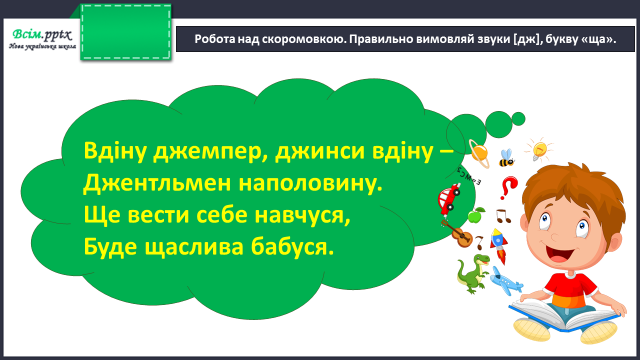 Всім.pptx
Нова українська школа
Робота над скоромовкою. Правильно вимовляй звуки [дж], букву «ща».
Вдіну джемпер, джинси вдіну –
Джентльмен наполовину.
Ще вести себе навчуся,
Буде щаслива бабуся.
E=MC2
?